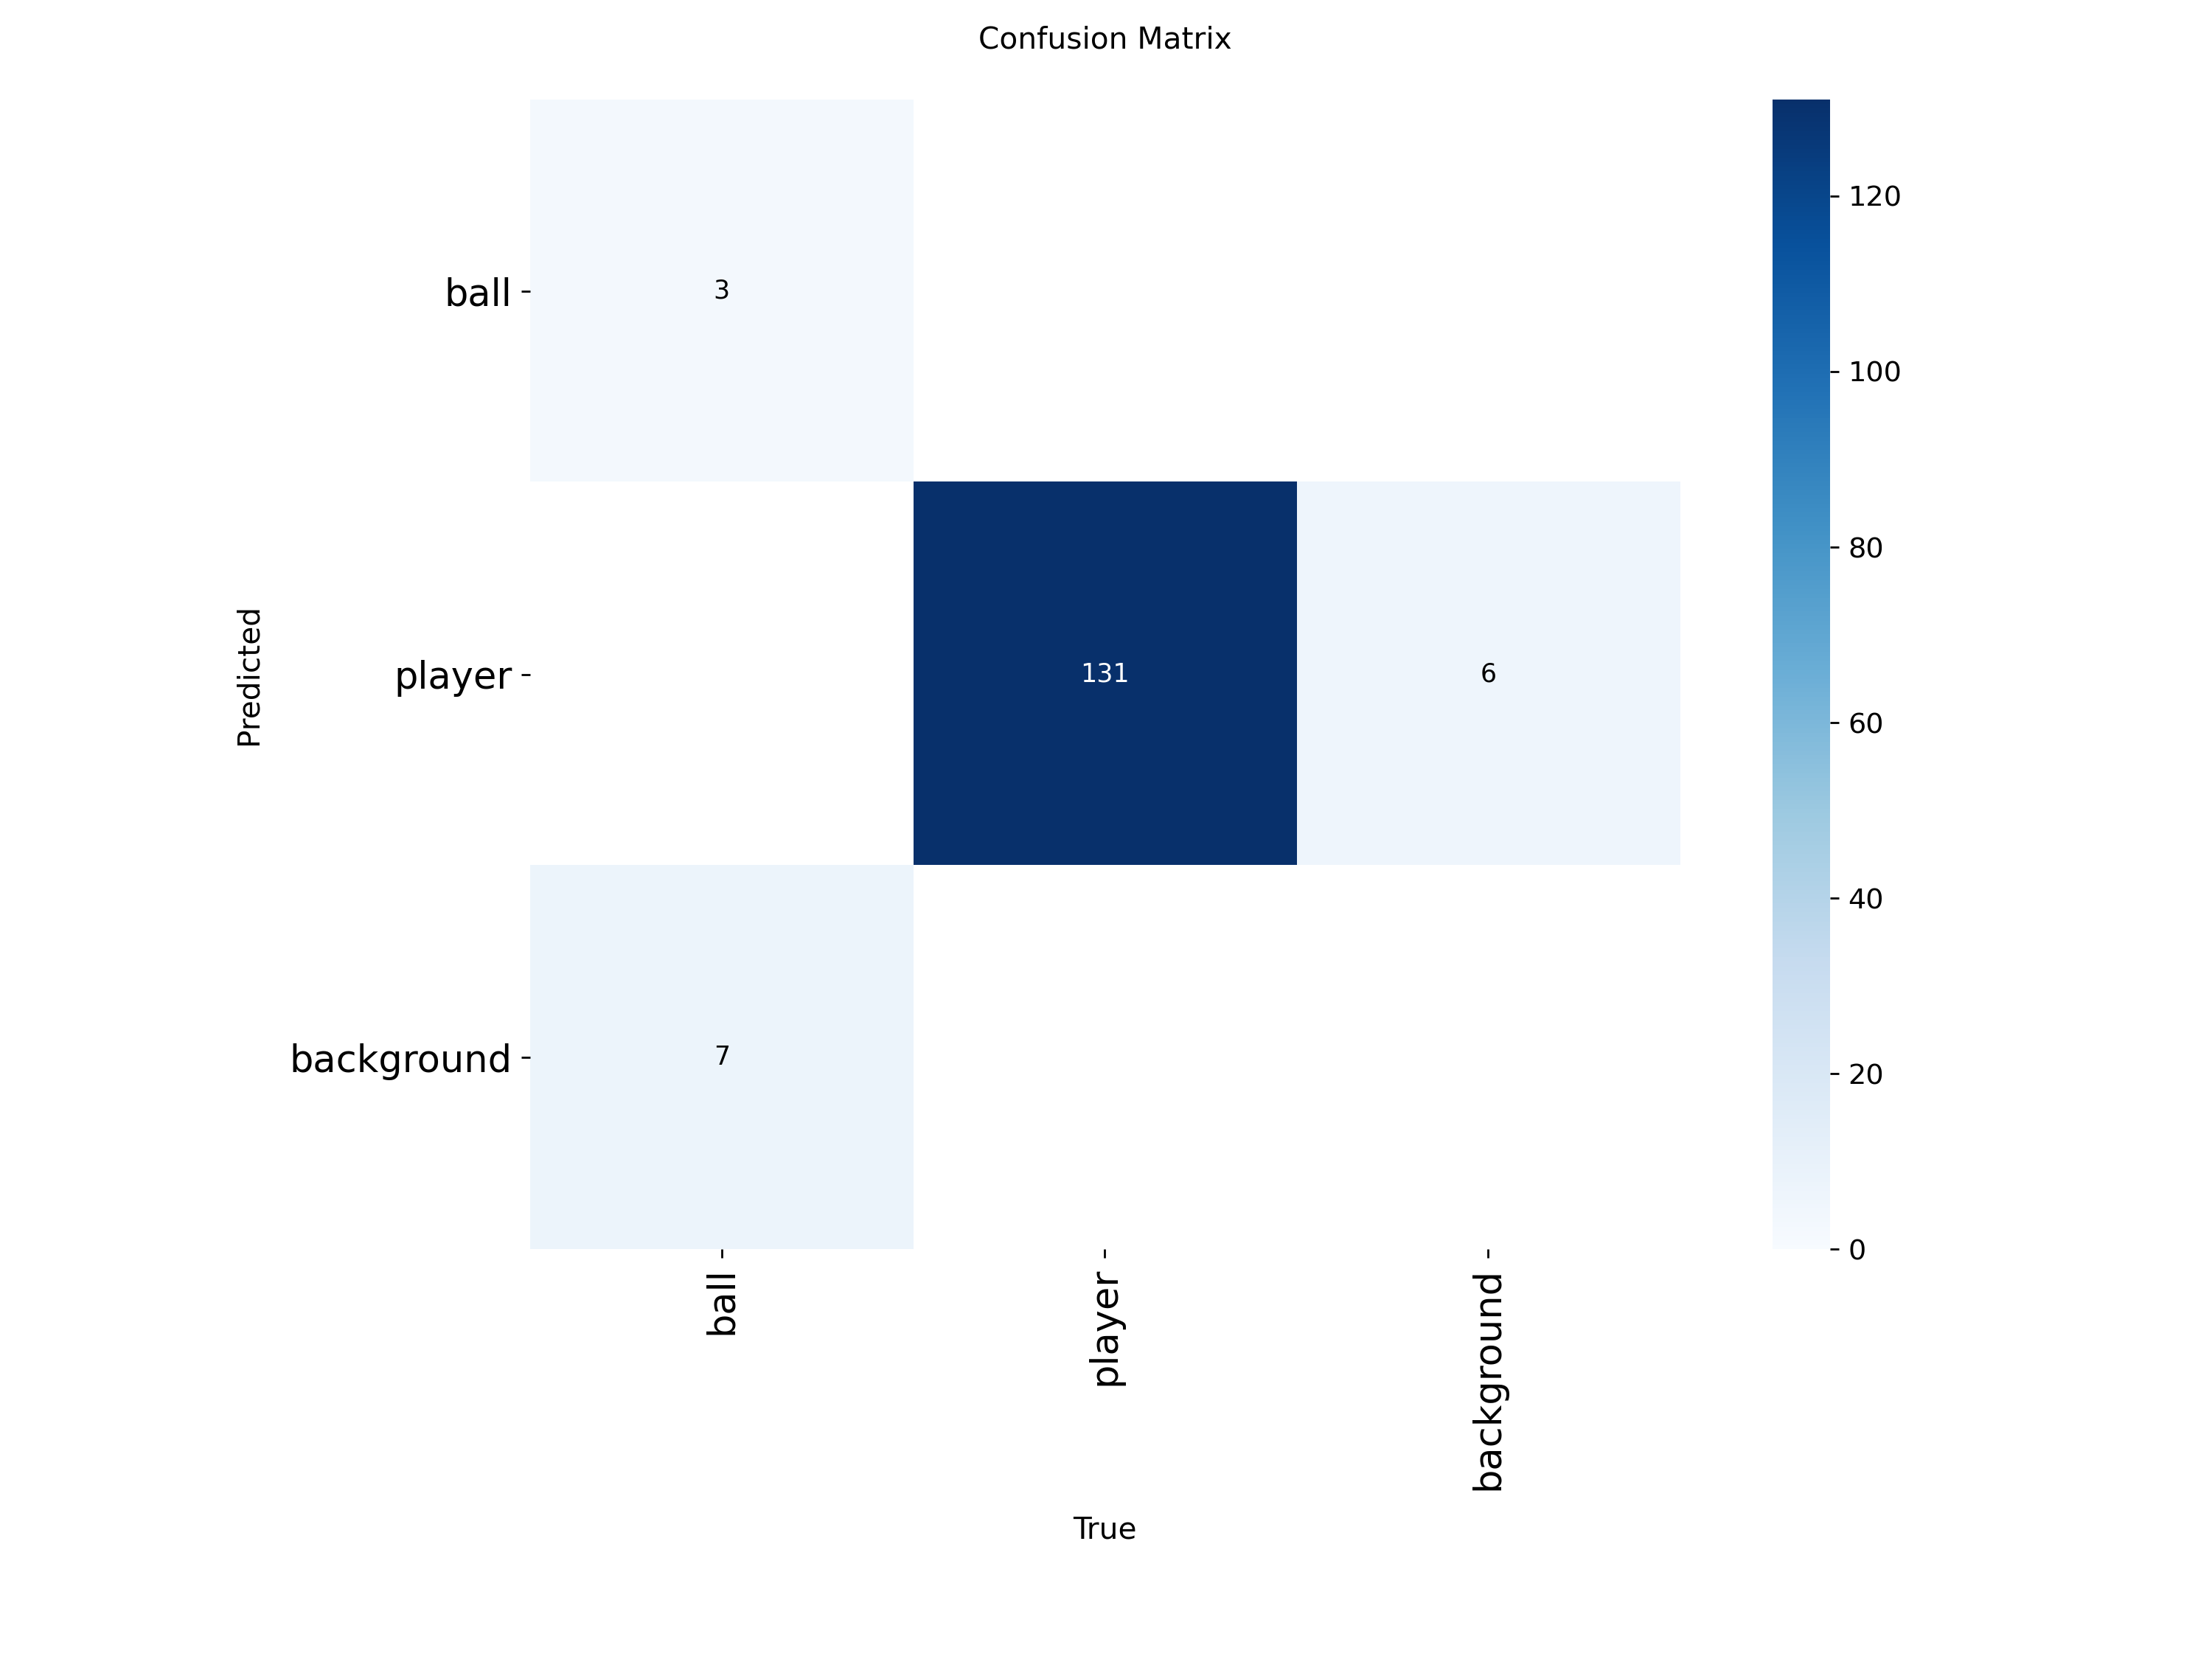 Confusion Matrix
ball
3
player
131
6
background
7
Predicted
ball
player
background
True
120
100
80
60
40
20
0